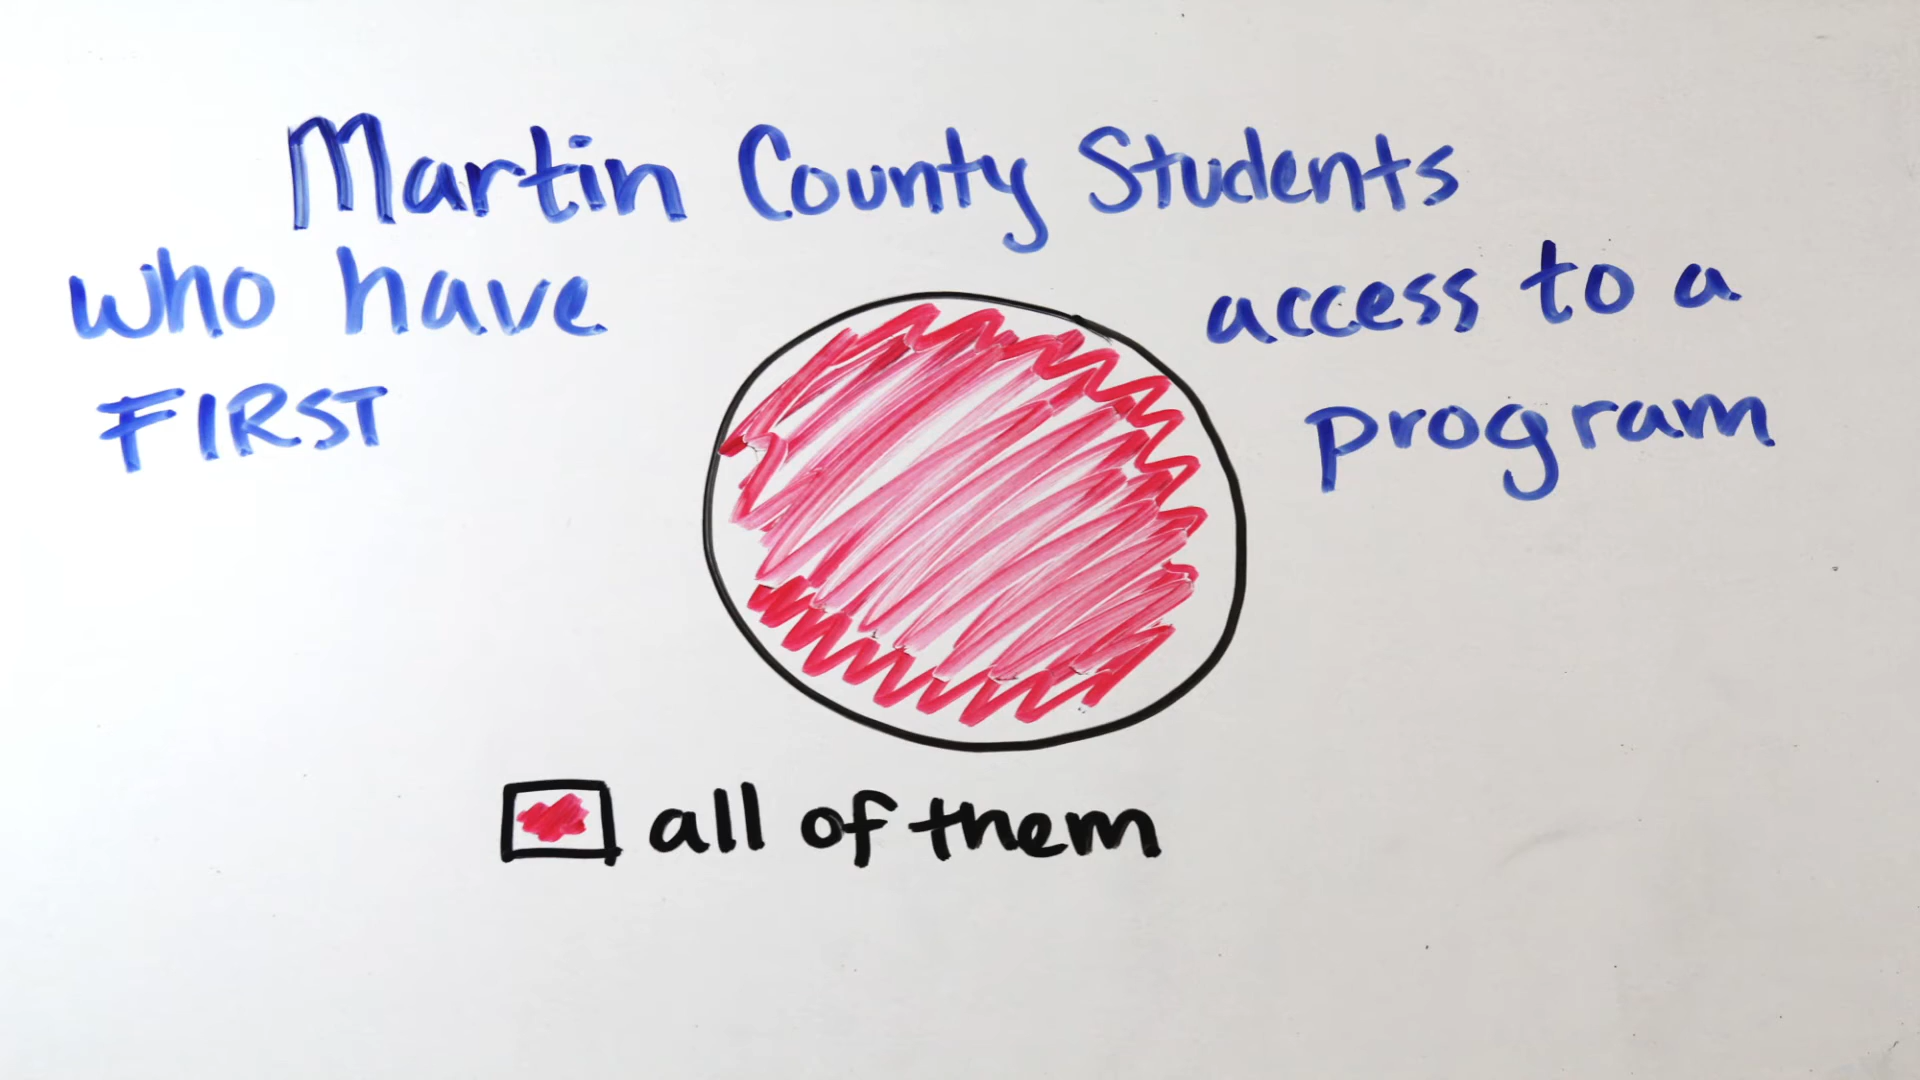 Martin County Students
who have access to a
FIRST program
all of them